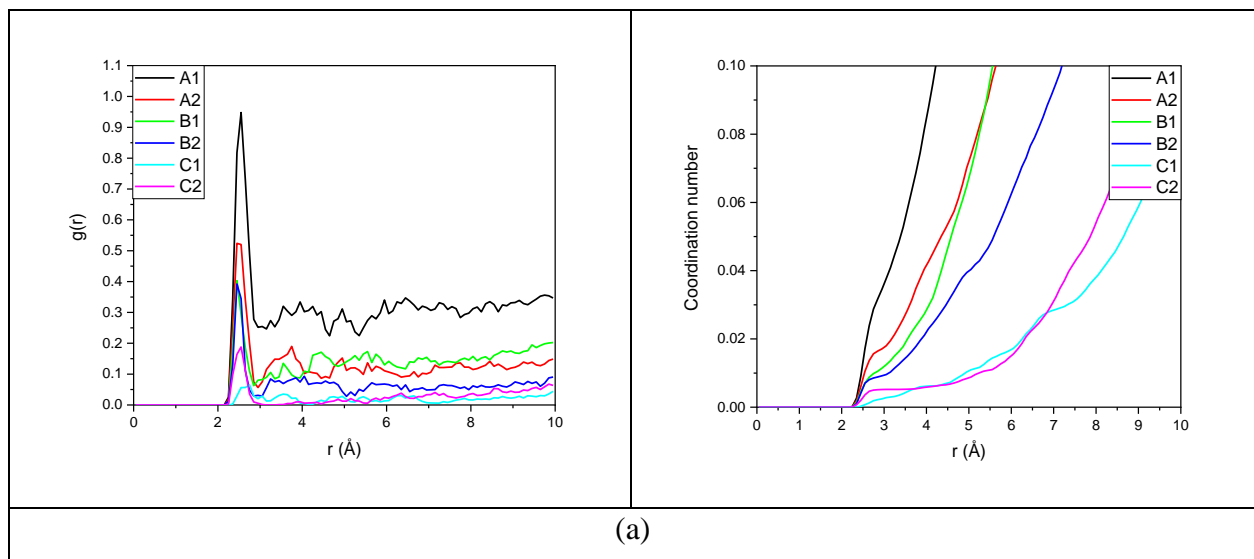 1.1
1.0
0.9
0.8
0.7
0.6
0.5
0.4
0.3
0.2
0.1
0.0
g(r)
A1
A2
B1
B2
C1
C2
0 2 4 6 8 10
r (Å)
0.10
0.08
0.06
0.04
0.02
0.00
Coordination number
A1
A2
B1
B2
C1
C2
0 1 2 3 4 5 6 7 8 9 10
r (Å)
(a)